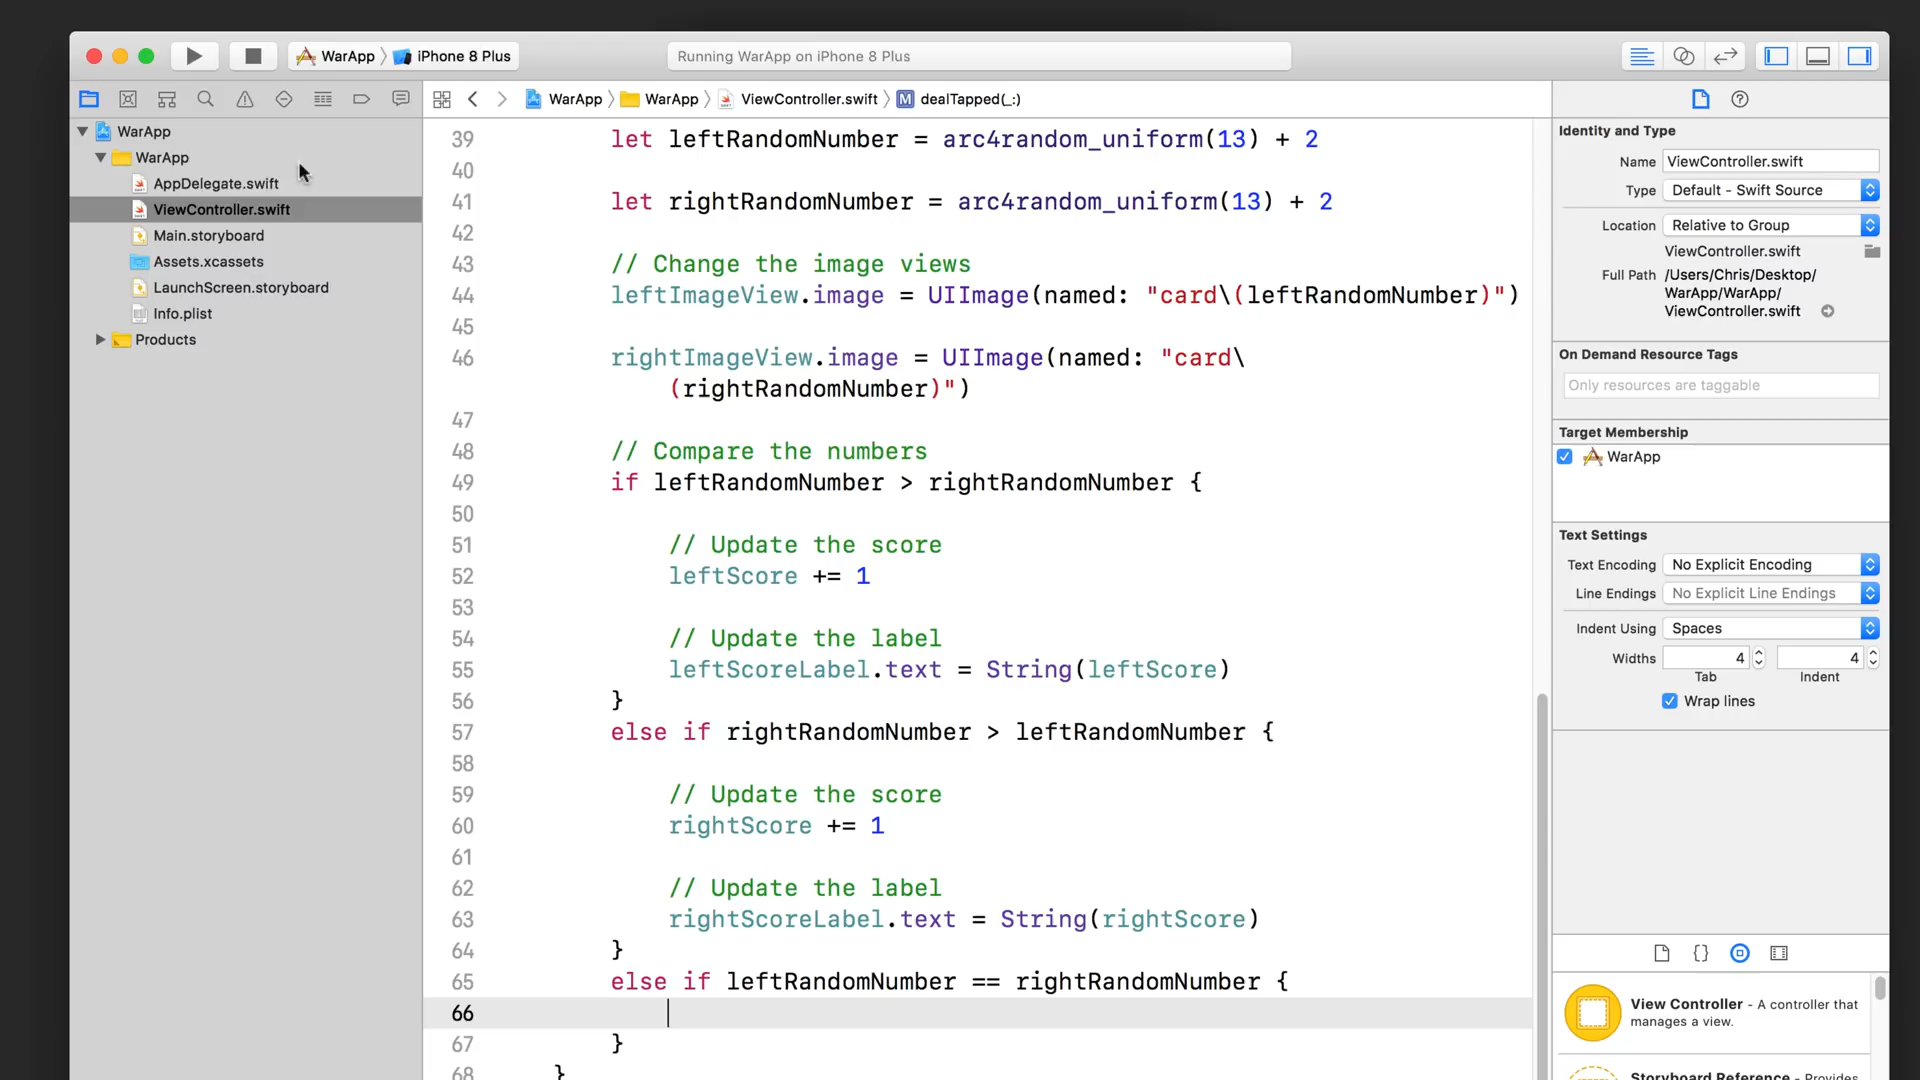 WarApp iPhone 8 Plus
Running WarApp on iPhone 8 Plus
WarApp WarApp ViewController.swift M dealTapped(_:)
WarApp
WarApp
AppDelegate.swift
ViewController.swift
Main.storyboard
Assets.xcassets
LaunchScreen.storyboard
Info.plist
Products
39 let leftRandomNumber = arc4random_uniform(13) + 2
40
41 let rightRandomNumber = arc4random_uniform(13) + 2
42
43 // Change the image views
44 leftImageView.image = UIImage(named: "card\(leftRandomNumber)")
45
46 rightImageView.image = UIImage(named: "card\
(rightRandomNumber)")
47
48 // Compare the numbers
49 if leftRandomNumber > rightRandomNumber {
50
51 // Update the score
52 leftScore += 1
53
54 // Update the label
55 leftScoreLabel.text = String(leftScore)
56 }
57 else if rightRandomNumber > leftRandomNumber {
58
59 // Update the score
60 rightScore += 1
61
62 // Update the label
63 rightScoreLabel.text = String(rightScore)
64 }
65 else if leftRandomNumber == rightRandomNumber {
66
67 }
68 }
Identity and Type
Name ViewController.swift
Type Default - Swift Source
Location Relative to Group
ViewController.swift
Full Path /Users/Chris/Desktop/
WarApp/WarApp/
ViewController.swift
On Demand Resource Tags
Only resources are taggable
Target Membership
WarApp
Text Settings
Text Encoding No Explicit Encoding
Line Endings No Explicit Line Endings
Indent Using Spaces
Widths 4 4
Tab Indent
Wrap lines
{}
View Controller - A controller that
manages a view.
Storyboard Reference - Provides